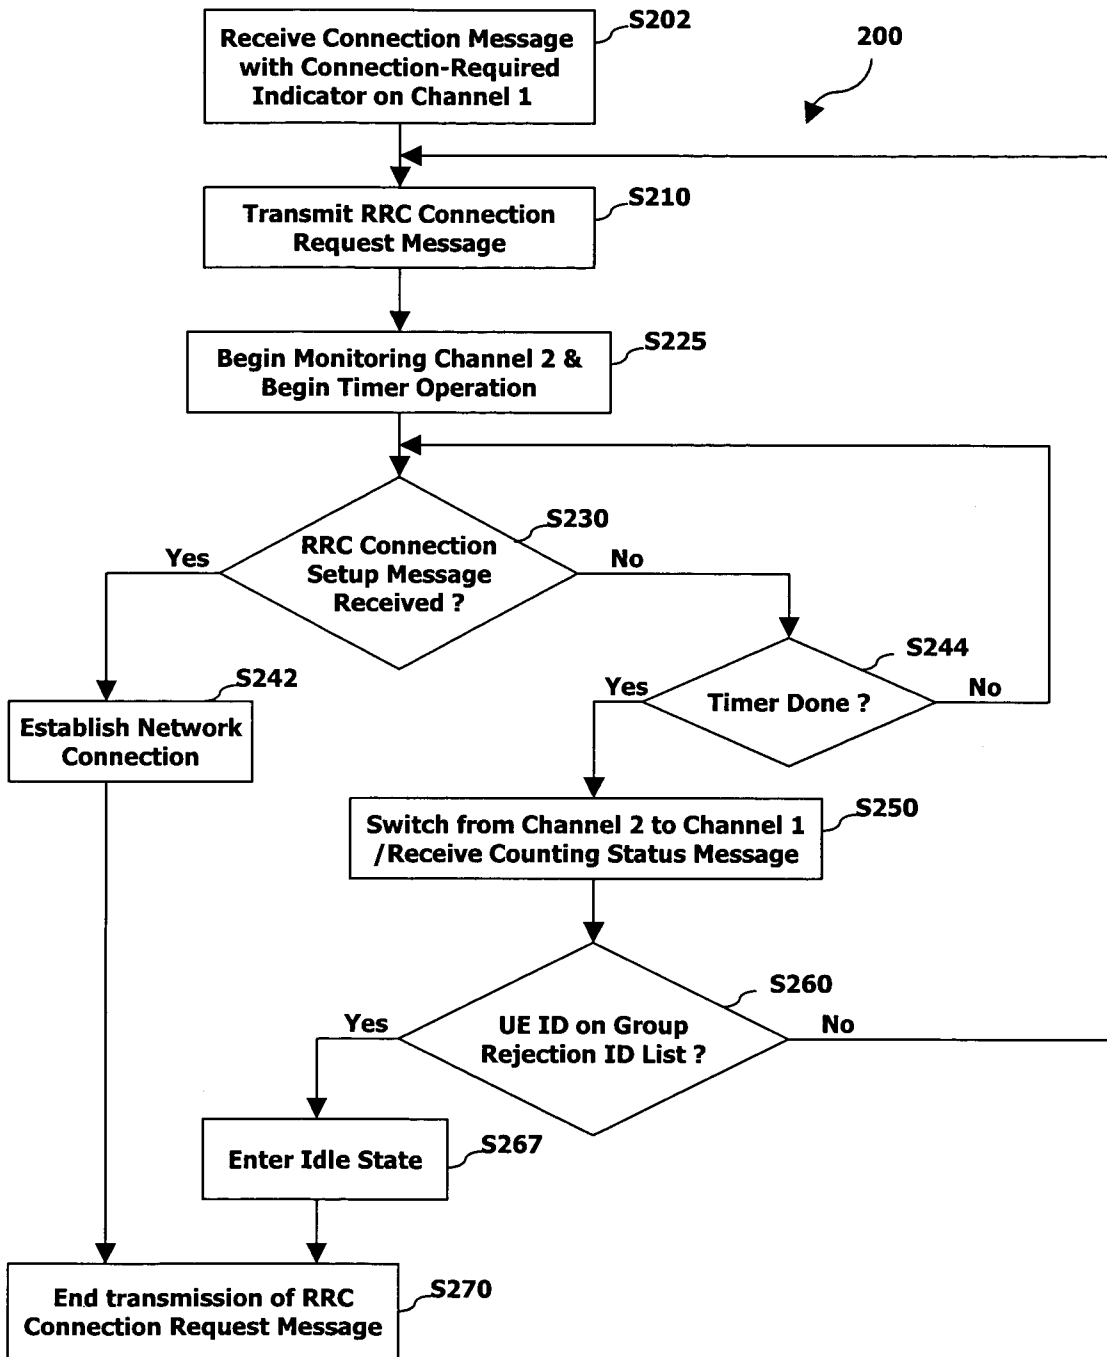 Receive Connection Message
with Connection-Required
Indicator on Channel 1
S202
200
Transmit RRC Connection
Request Message
S210
Begin Monitoring Channel 2 &
Begin Timer Operation
S225
RRC Connection
Setup Message
Received ?
S230
Yes
No
Timer Done ?
S244
Yes
No
Establish Network
Connection
S242
Switch from Channel 2 to Channel 1
/Receive Counting Status Message
S250
UE ID on Group
Rejection ID List ?
S260
Yes
No
Enter Idle State
S267
End transmission of RRC
Connection Request Message
S270